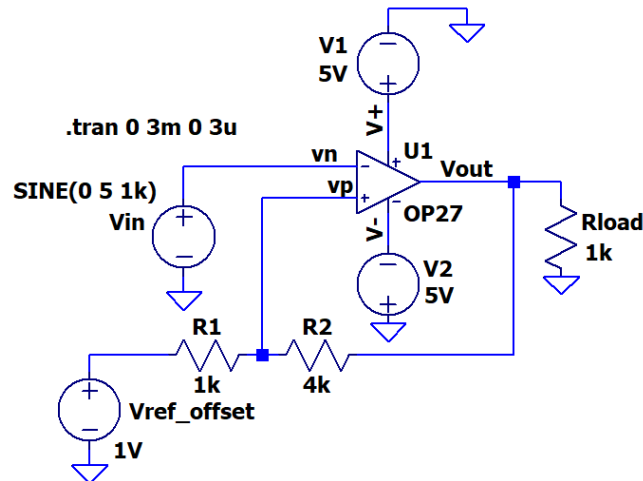 V1
5V
V+
.tran 0 3m 0 3u
vn
U1
Vout
SINE(0 5 1k)
vp
Vin
OP27
Rload
1k
V-
V2
5V
R1
R2
1k
4k
Vref_offset
1V